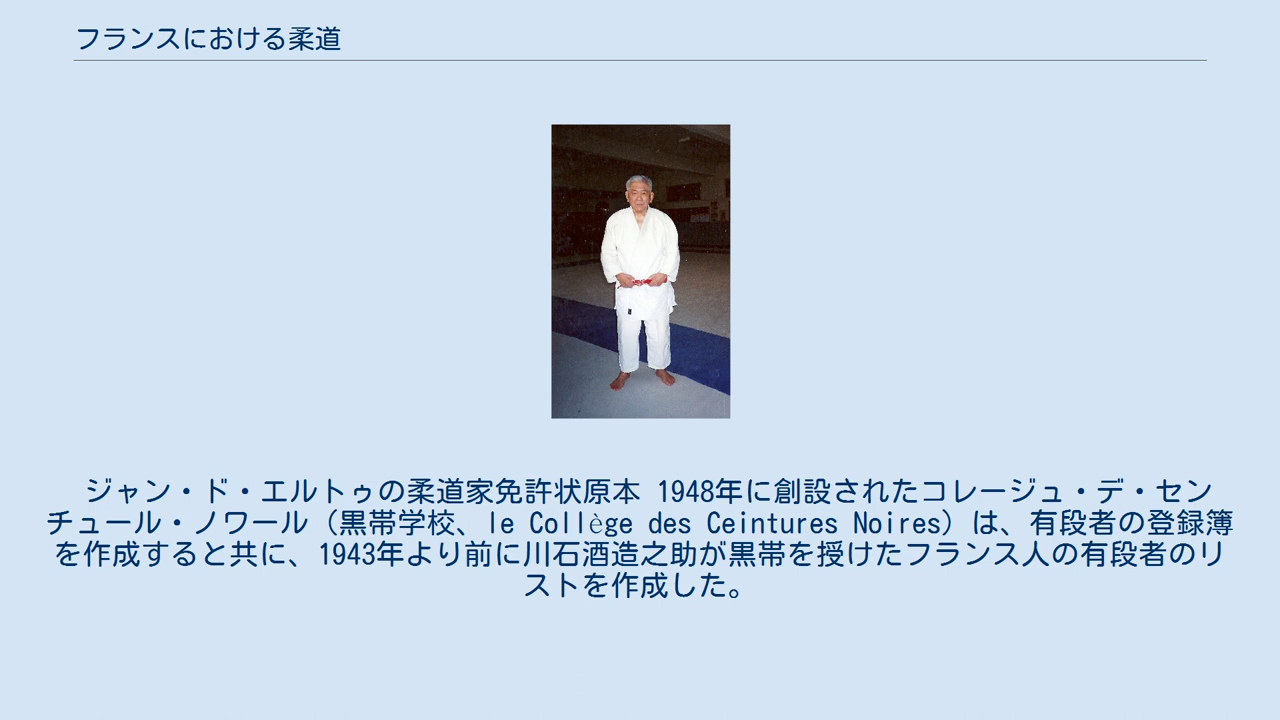 フランスにおける柔道
ジャン・ド・エルトゥの柔道家免許状原本 1948年に創設されたコレージュ・デ・セン
チュール・ノワール（黒帯学校、le Collège des Ceintures Noires）は、有段者の登録簿
を作成すると共に、1943年より前に川石酒造之助が黒帯を授けたフランス人の有段者のリ
ストを作成した。